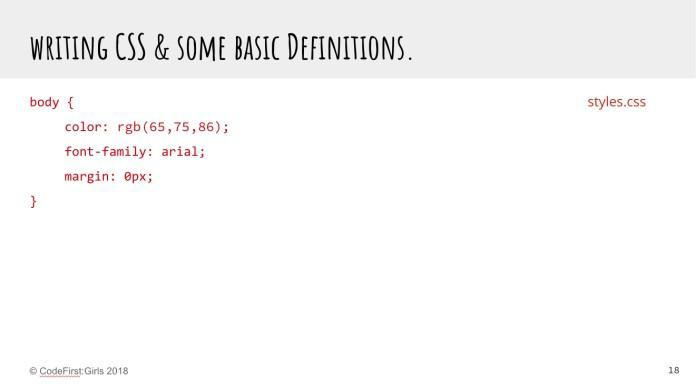 writing CSS & some basic Definitions.
body {
styles.css
color: rgb(65,75,86);
font-family: arial;
margin: 0px;
}
© CodeFirst:Girls 2018
18